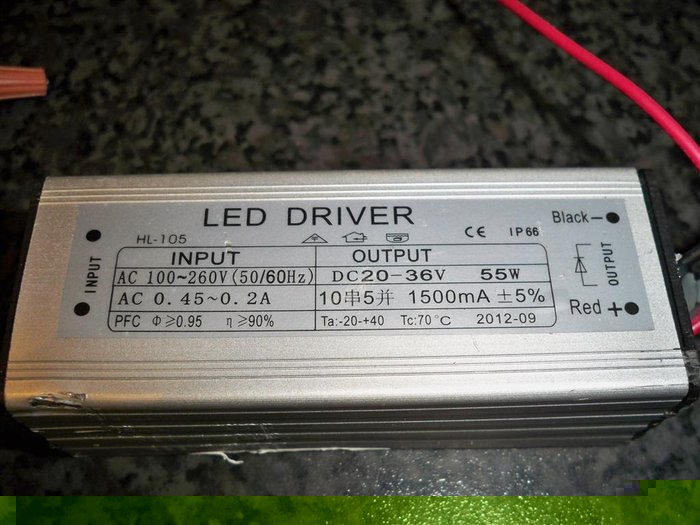 LED DRIVER
HL-105
CE IP66
INPUT
INPUT OUTPUT
AC 100~260V(50/60Hz) DC20-36V 55W
AC 0.45~0.2A 10串5并 1500mA ±5%
PFC Φ≥0.95 η≥90% Ta:-20-+40 Tc:70℃ 2012-09
Black-
OUTPUT
Red+